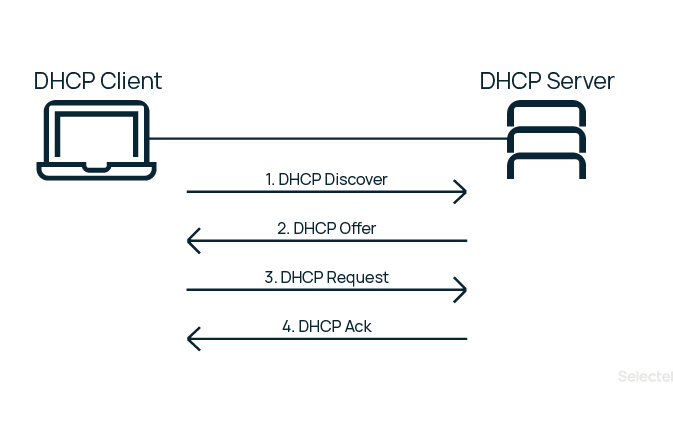 DHCP Client
DHCP Server
1. DHCP Discover
2. DHCP Offer
3. DHCP Request
4. DHCP Ack
Selectel